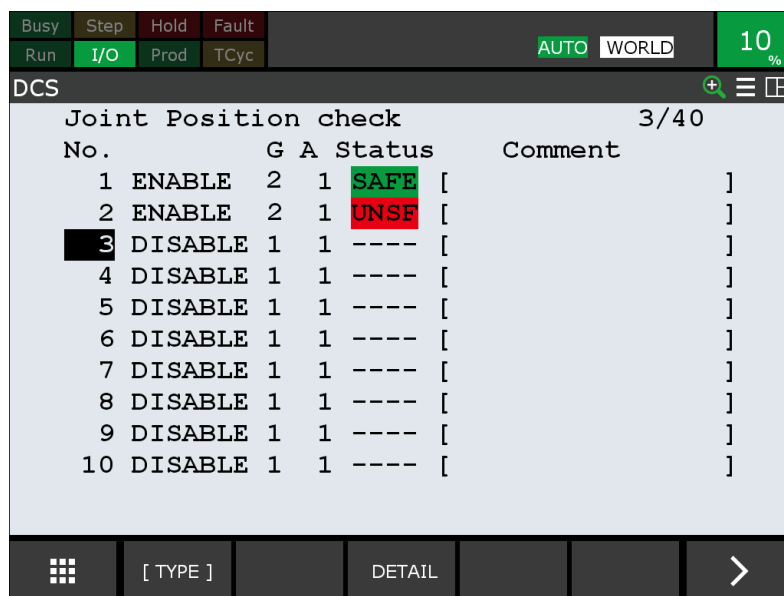 Busy Step Hold Fault
Run I/O Prod TCyc AUTO WORLD 10 %
DCS
Joint Position check 3/40
No. G A Status Comment
1 ENABLE 2 1 SAFE [ ]
2 ENABLE 2 1 UNSF [ ]
3 DISABLE 1 1 ---- [ ]
4 DISABLE 1 1 ---- [ ]
5 DISABLE 1 1 ---- [ ]
6 DISABLE 1 1 ---- [ ]
7 DISABLE 1 1 ---- [ ]
8 DISABLE 1 1 ---- [ ]
9 DISABLE 1 1 ---- [ ]
10 DISABLE 1 1 ---- [ ]
[ TYPE ] DETAIL